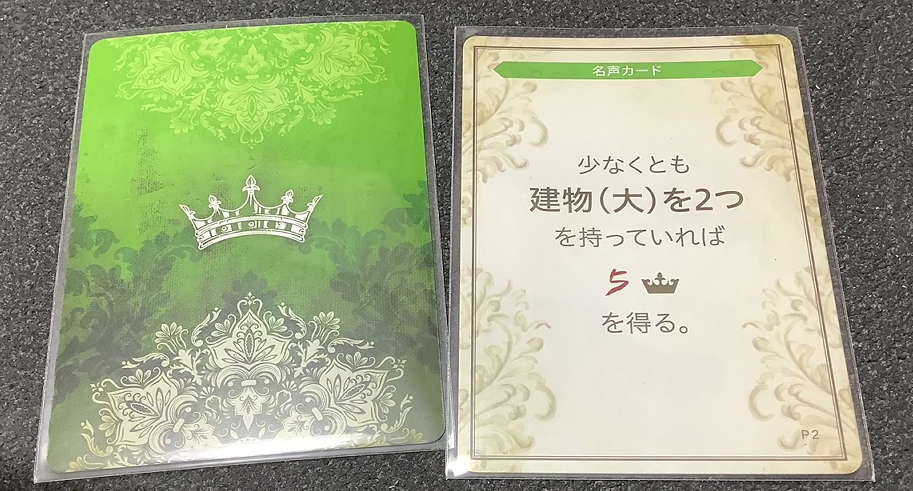 名声カード
少なくとも
建物(大)を2つ
を持っていれば
5
を得る。
P2